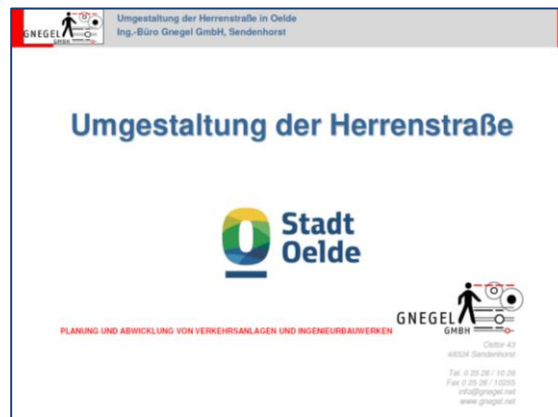 GNEGEL
GMBH
Umgestaltung der Herrenstraße in Oelde
Ing.-Büro Gnegel GmbH, Sendenhorst
Umgestaltung der Herrenstraße
Stadt
Oelde
PLANUNG UND ABWICKLUNG VON VERKEHRSANLAGEN UND INGENIEURBAUWERKEN
GNEGEL
GMBH
Osttor 43
48324 Sendenhorst
Tel. 0 25 26 / 10 26
Fax 0 25 26 / 10255
info@gnegel.net
www.gnegel.net